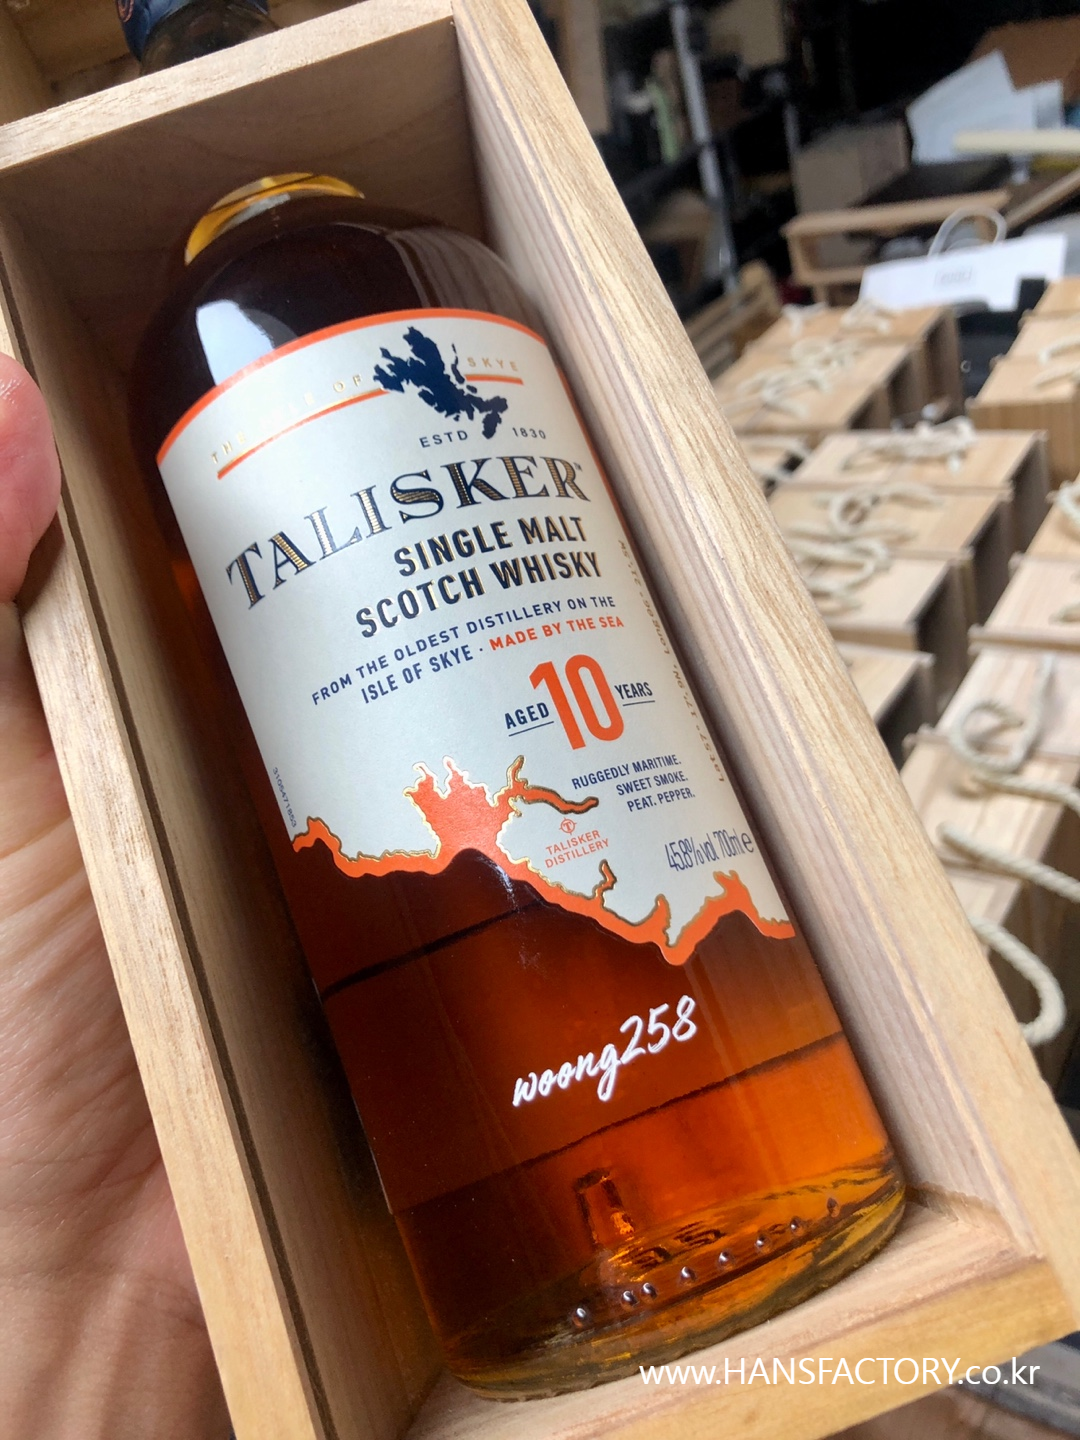 THE ISLE OF SKYE
ESTD 1830
TALISKER
SINGLE MALT
SCOTCH WHISKY
FROM THE OLDEST DISTILLERY ON THE
ISLE OF SKYE · MADE BY THE SEA
AGED 10 YEARS
RUGGEDLY MARITIME.
SWEET SMOKE.
PEAT. PEPPER.
TALISKER
DISTILLERY
45.8% vol 700ml e
woong258
www.HANSFACTORY.co.kr